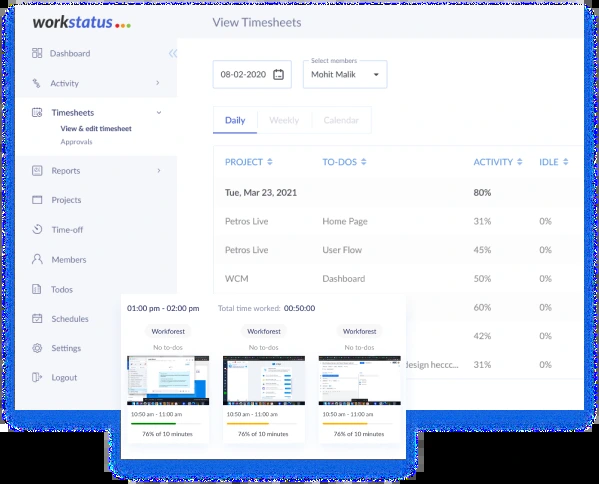 workstatus
View Timesheets
Dashboard
Activity
Timesheets
View & edit timesheet
Approvals
Reports
Projects
Time-off
Members
Todos
Schedules
Settings
Logout
08-02-2020
Select members
Mohit Malik
Daily Weekly Calendar
PROJECT TO-DOS ACTIVITY IDLE
Tue, Mar 23, 2021 80%
Petros Live Home Page 31% 0%
Petros Live User Flow 45% 0%
WCM Dashboard 50% 0%
60% 0%
42% 0%
design heccc... 31% 0%
01:00 pm - 02:00 pm Total time worked: 00:50:00
Workforest Workforest Workforest
No to-dos No to-dos No to-dos
10:50 am - 11:00 am 10:50 am - 11:00 am 10:50 am - 11:00 am
76% of 10 minutes 76% of 10 minutes 76% of 10 minutes